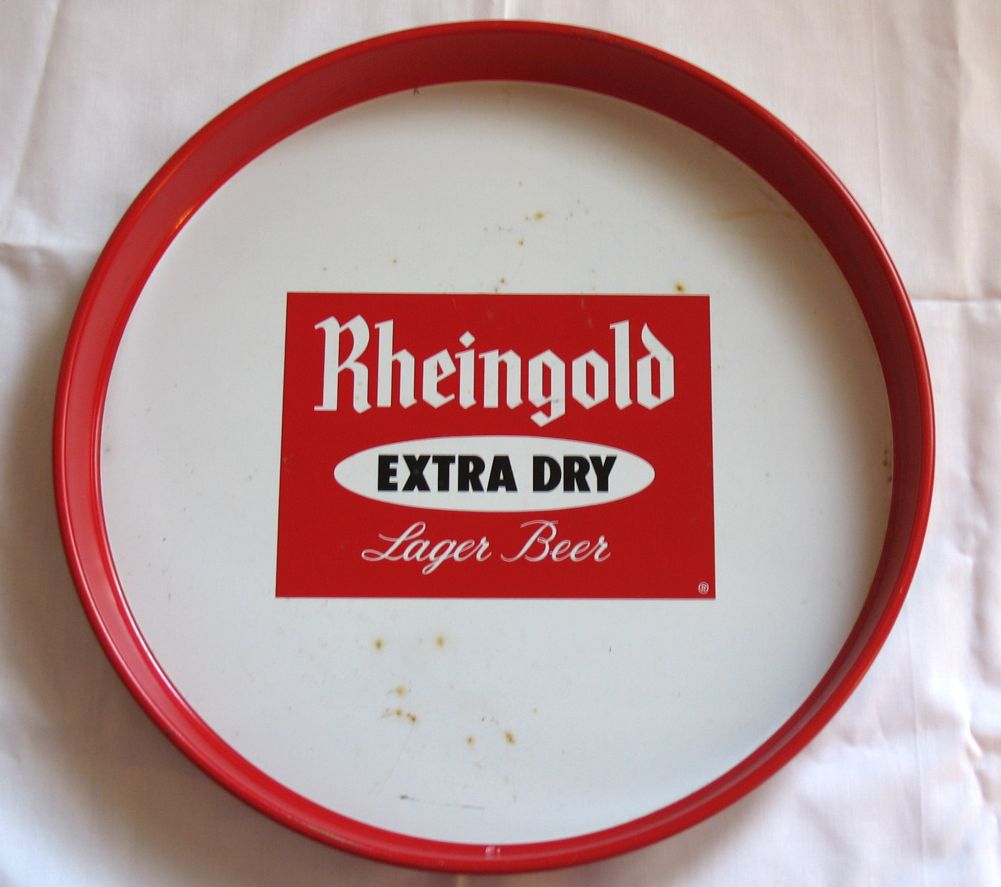 Rheingold
EXTRA DRY
Lager Beer
®